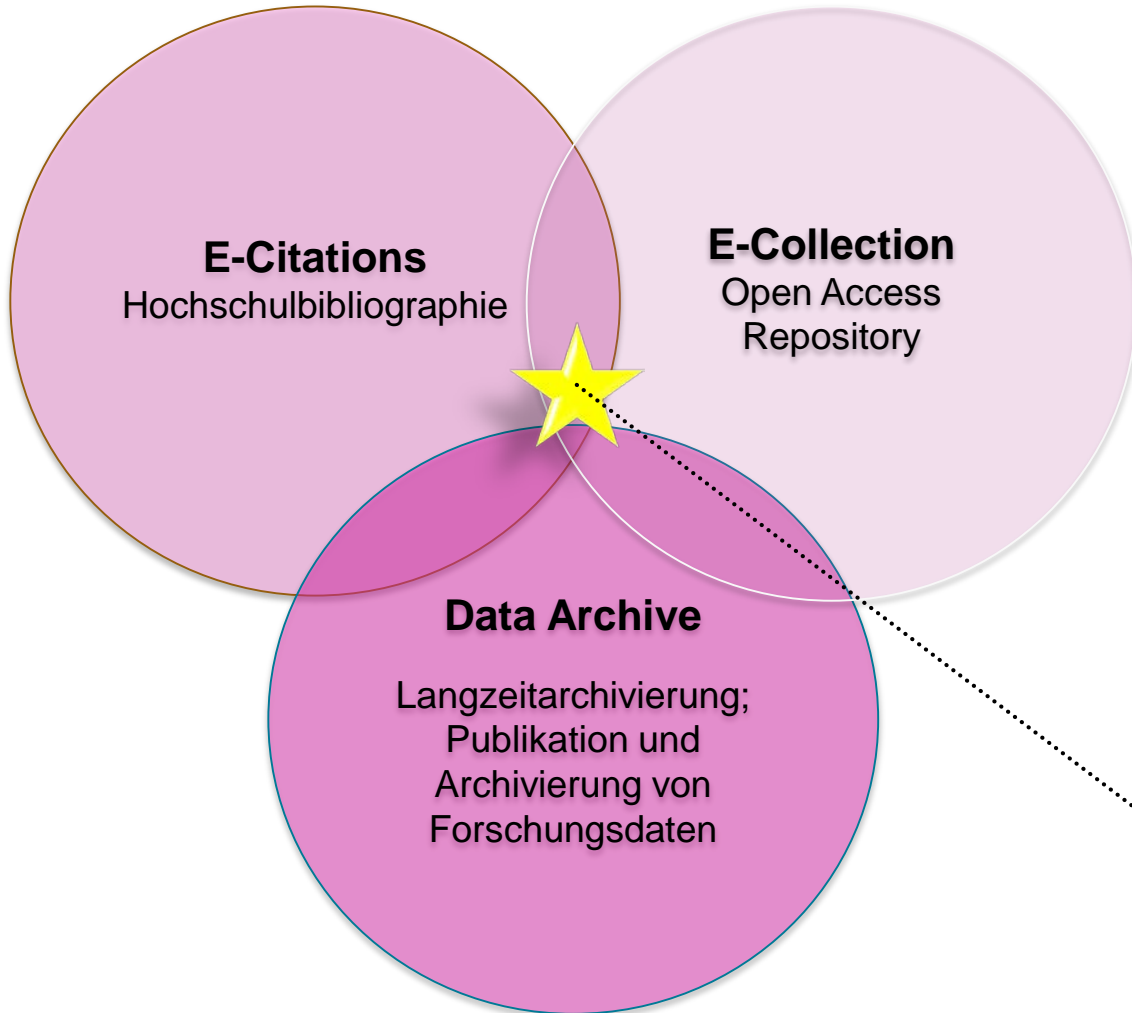 E-Citations
Hochschulbibliographie
E-Collection
Open Access
Repository
Data Archive
Langzeitarchivierung;
Publikation und
Archivierung von
Forschungsdaten